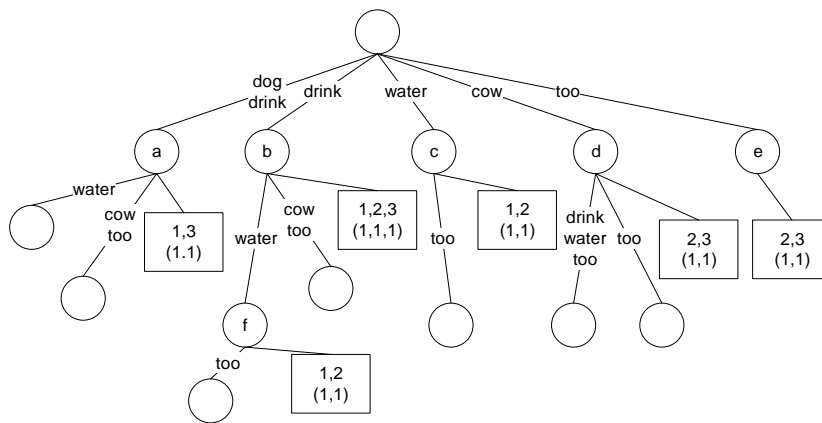 dog
drink
drink
water
cow
too
a
b
c
d
e
water
cow
too
1,3
(1.1)
water
cow
too
1,2,3
(1,1,1)
too
1,2
(1,1)
drink
water
too
too
2,3
(1,1)
2,3
(1,1)
f
too
1,2
(1,1)